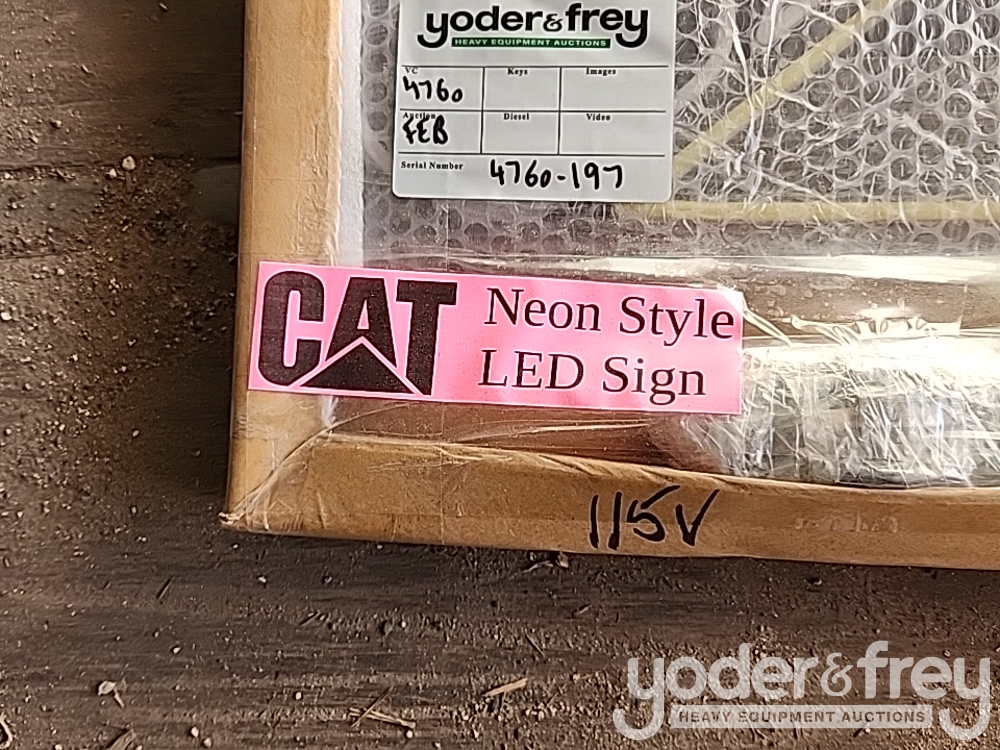 yoder&frey
HEAVY EQUIPMENT AUCTIONS
VC Keys Images
4760
Auction Diesel Video
FEB
Serial Number 4760-197
CAT Neon Style
LED Sign
115V
yoder&frey
HEAVY EQUIPMENT AUCTIONS